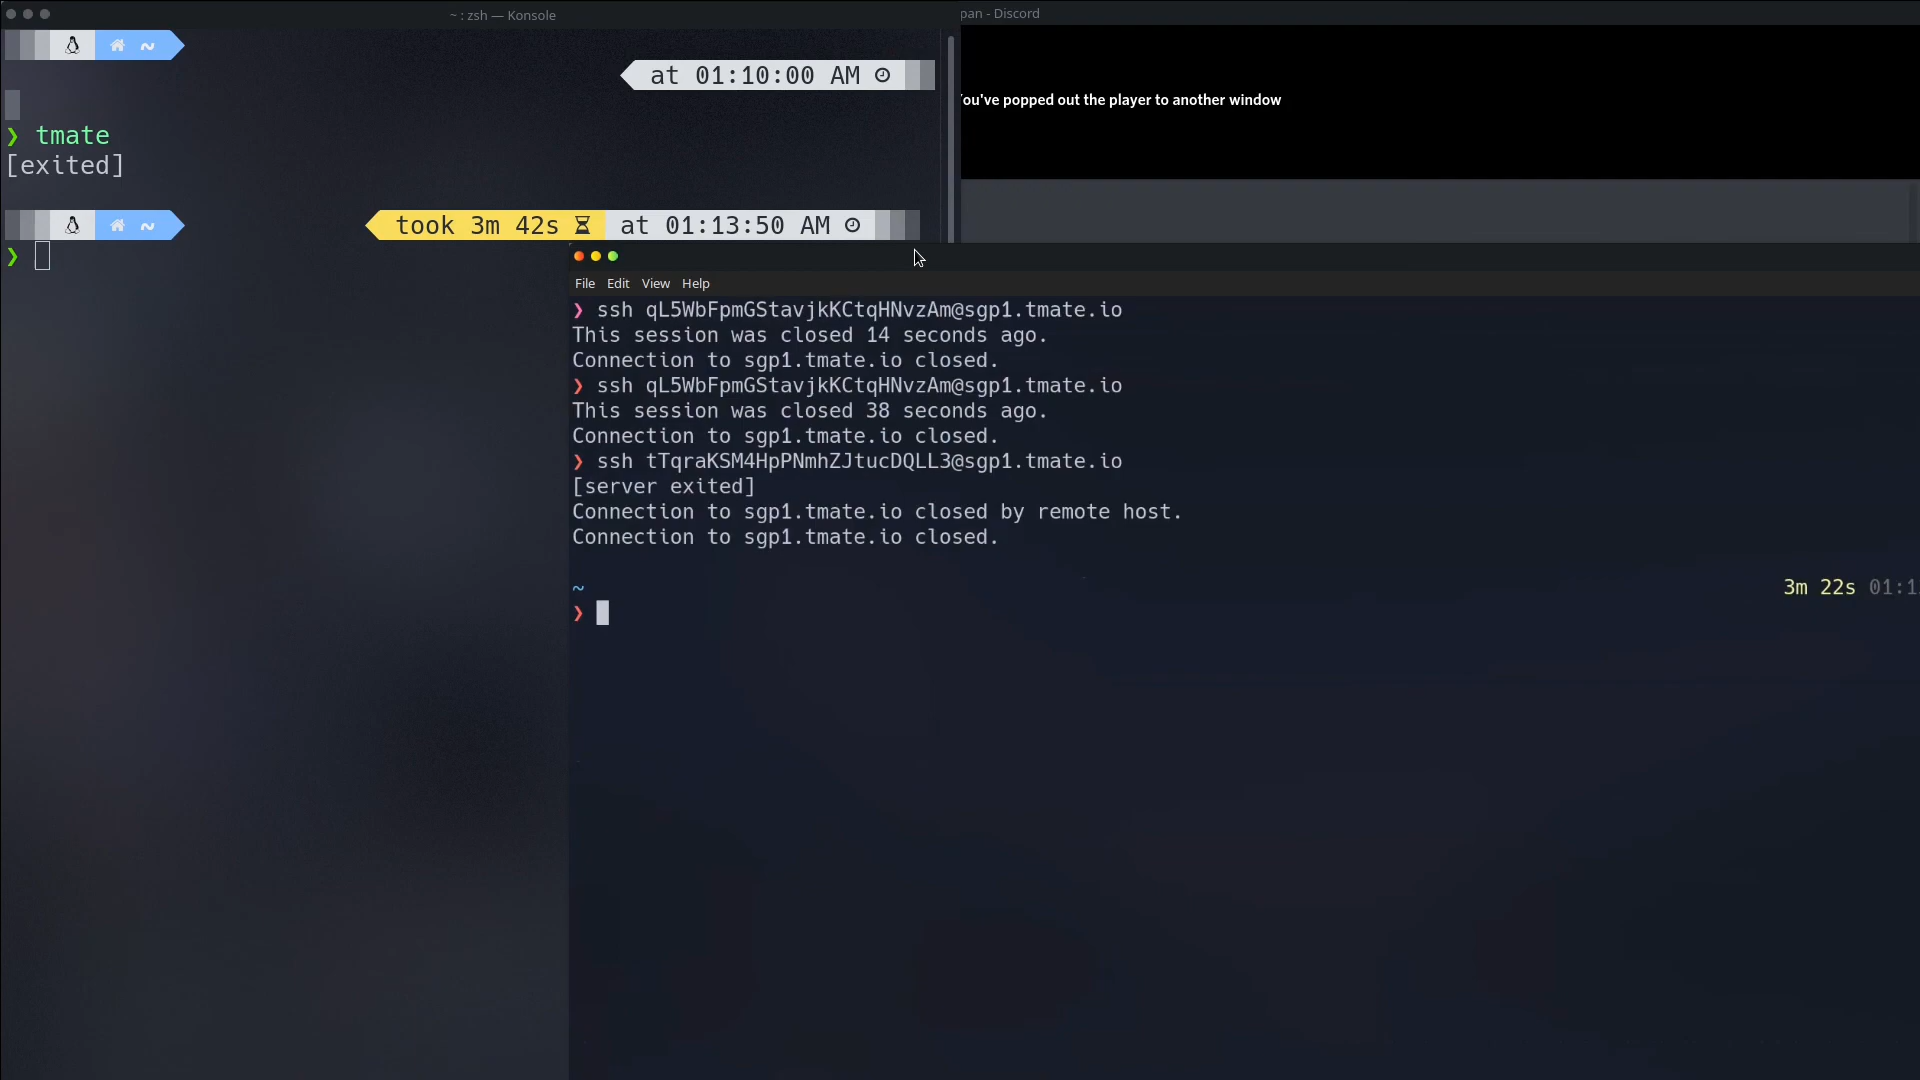 ~ : zsh — Konsole
pan - Discord
~
at 01:10:00 AM
ou've popped out the player to another window
❯ tmate
[exited]
~
took 3m 42s at 01:13:50 AM
❯
File Edit View Help
❯ ssh qL5WbFpmGStavjkKCtqHNvzAm@sgp1.tmate.io
This session was closed 14 seconds ago.
Connection to sgp1.tmate.io closed.
❯ ssh qL5WbFpmGStavjkKCtqHNvzAm@sgp1.tmate.io
This session was closed 38 seconds ago.
Connection to sgp1.tmate.io closed.
❯ ssh tTqraKSM4HpPNmhZJtucDQLL3@sgp1.tmate.io
[server exited]
Connection to sgp1.tmate.io closed by remote host.
Connection to sgp1.tmate.io closed.
~ 3m 22s 01:1
❯